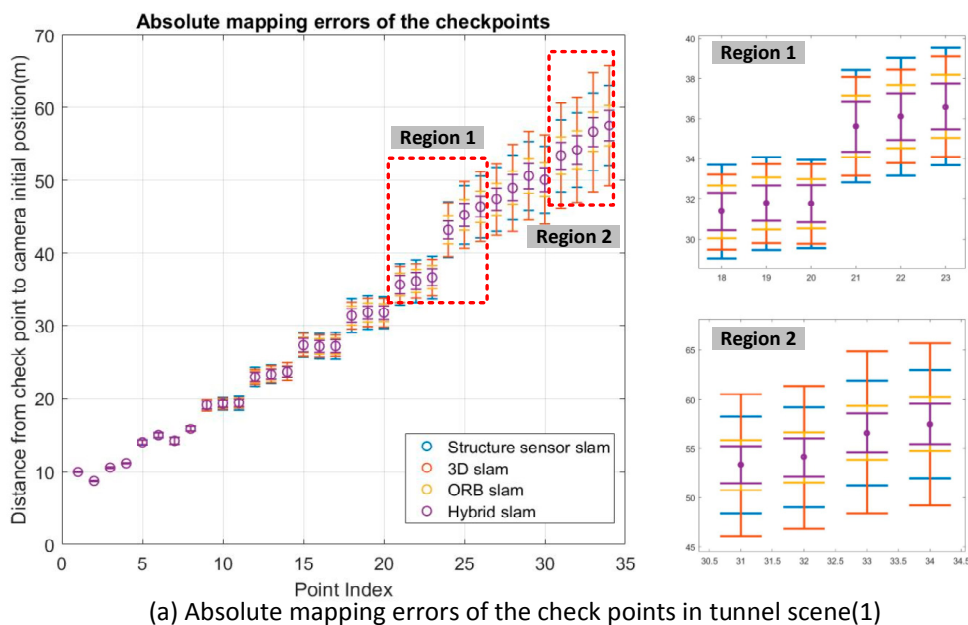 Absolute mapping errors of the checkpoints
Distance from check point to camera initial position(m)
70
60
50
40
30
20
10
0
0 5 10 15 20 25 30 35
Point Index
Region 1
Region 2
Structure sensor slam
3D slam
ORB slam
Hybrid slam
Region 1
40
38
36
34
32
30
18 19 20 21 22 23
Region 2
65
60
55
50
45
30.5 31 31.5 32 32.5 33 33.5 34 34.5
(a) Absolute mapping errors of the check points in tunnel scene(1)